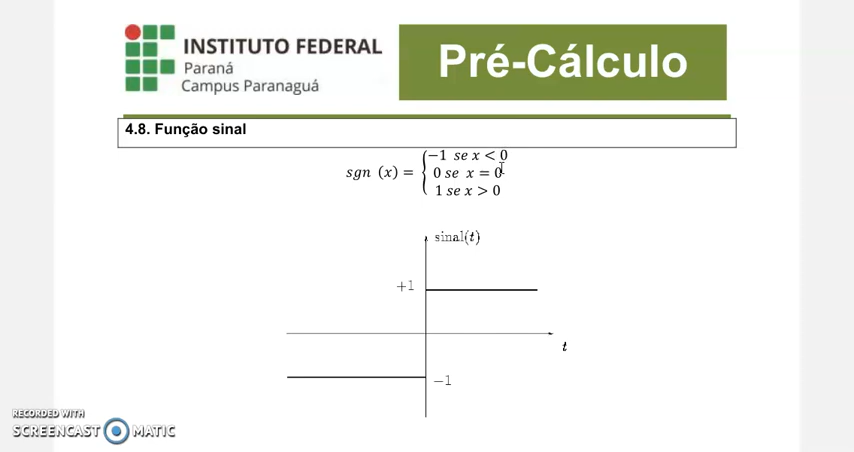 INSTITUTO FEDERAL
Paraná
Campus Paranaguá
Pré-Cálculo
4.8. Função sinal
sgn (x) = { −1 se x < 0
0 se x = 0
1 se x > 0
sinal(t)
+1
t
−1
RECORDED WITH
SCREENCAST MATIC